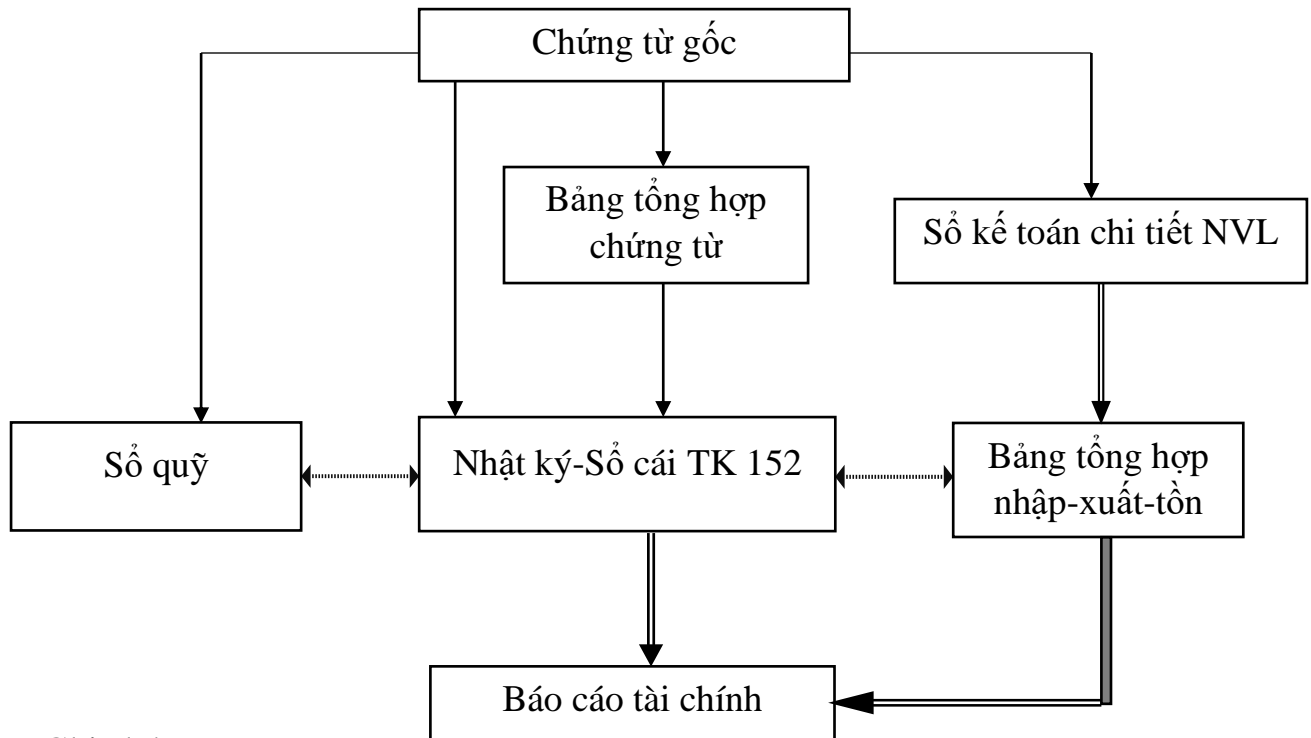 Chứng từ gốc
Bảng tổng hợp
chứng từ
Sổ kế toán chi tiết NVL
Sổ quỹ
Nhật ký-Sổ cái TK 152
Bảng tổng hợp
nhập-xuất-tồn
Báo cáo tài chính